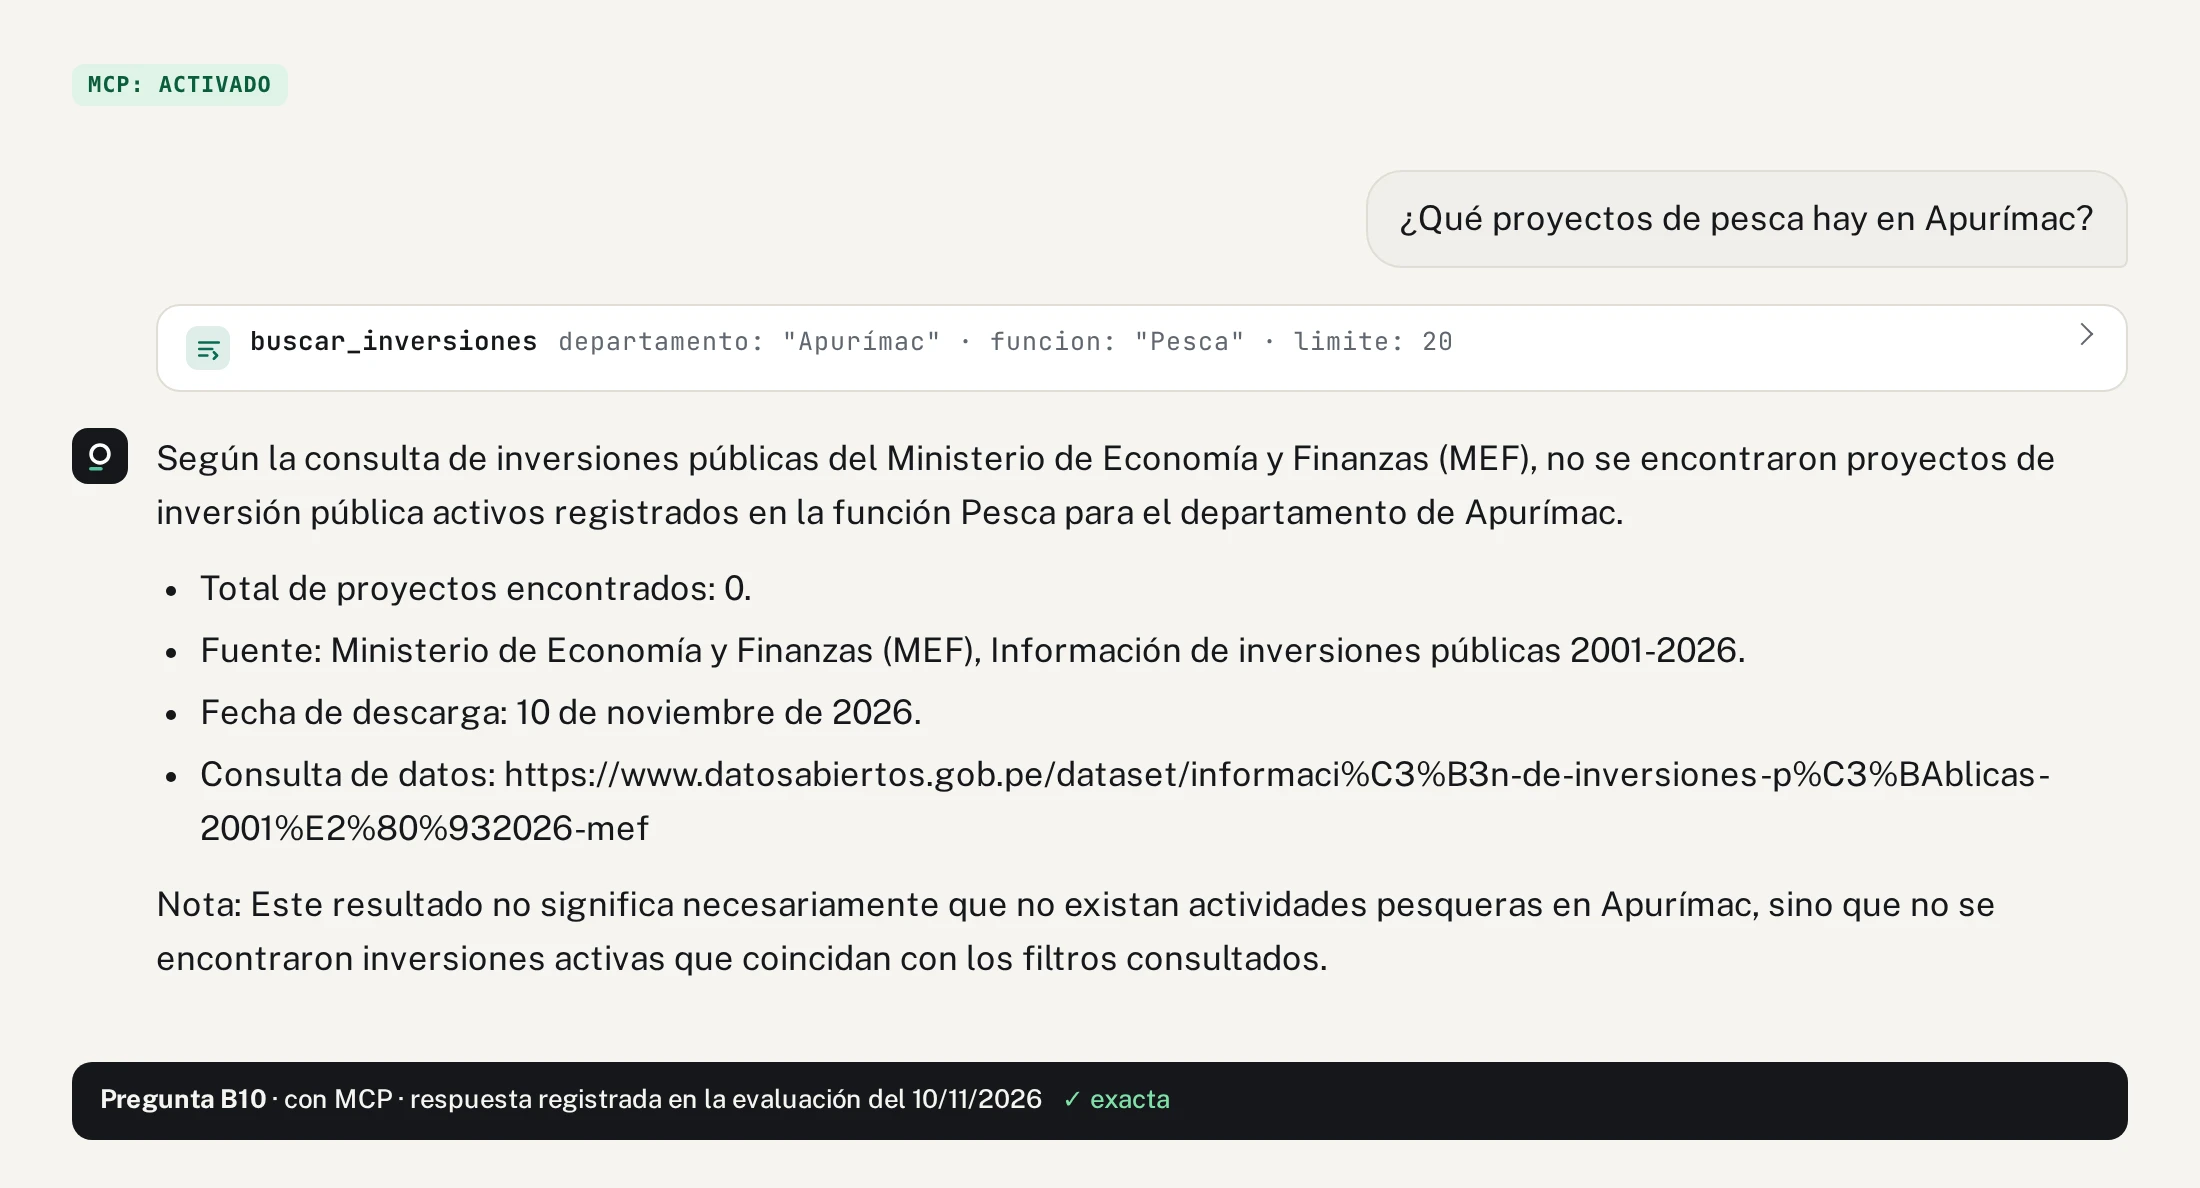 MCP: ACTIVADO
¿Qué proyectos de pesca hay en Apurímac?
buscar_inversiones departamento: "Apurímac" · funcion: "Pesca" · limite: 20
Según la consulta de inversiones públicas del Ministerio de Economía y Finanzas (MEF), no se encontraron proyectos de
inversión pública activos registrados en la función Pesca para el departamento de Apurímac.
• Total de proyectos encontrados: 0.
• Fuente: Ministerio de Economía y Finanzas (MEF), Información de inversiones públicas 2001-2026.
• Fecha de descarga: 10 de noviembre de 2026.
• Consulta de datos: https://www.datosabiertos.gob.pe/dataset/informaci%C3%B3n-de-inversiones-p%C3%BAblicas-
2001%E2%80%932026-mef
Nota: Este resultado no significa necesariamente que no existan actividades pesqueras en Apurímac, sino que no se
encontraron inversiones activas que coincidan con los filtros consultados.
Pregunta B10 · con MCP · respuesta registrada en la evaluación del 10/11/2026 ✓ exacta